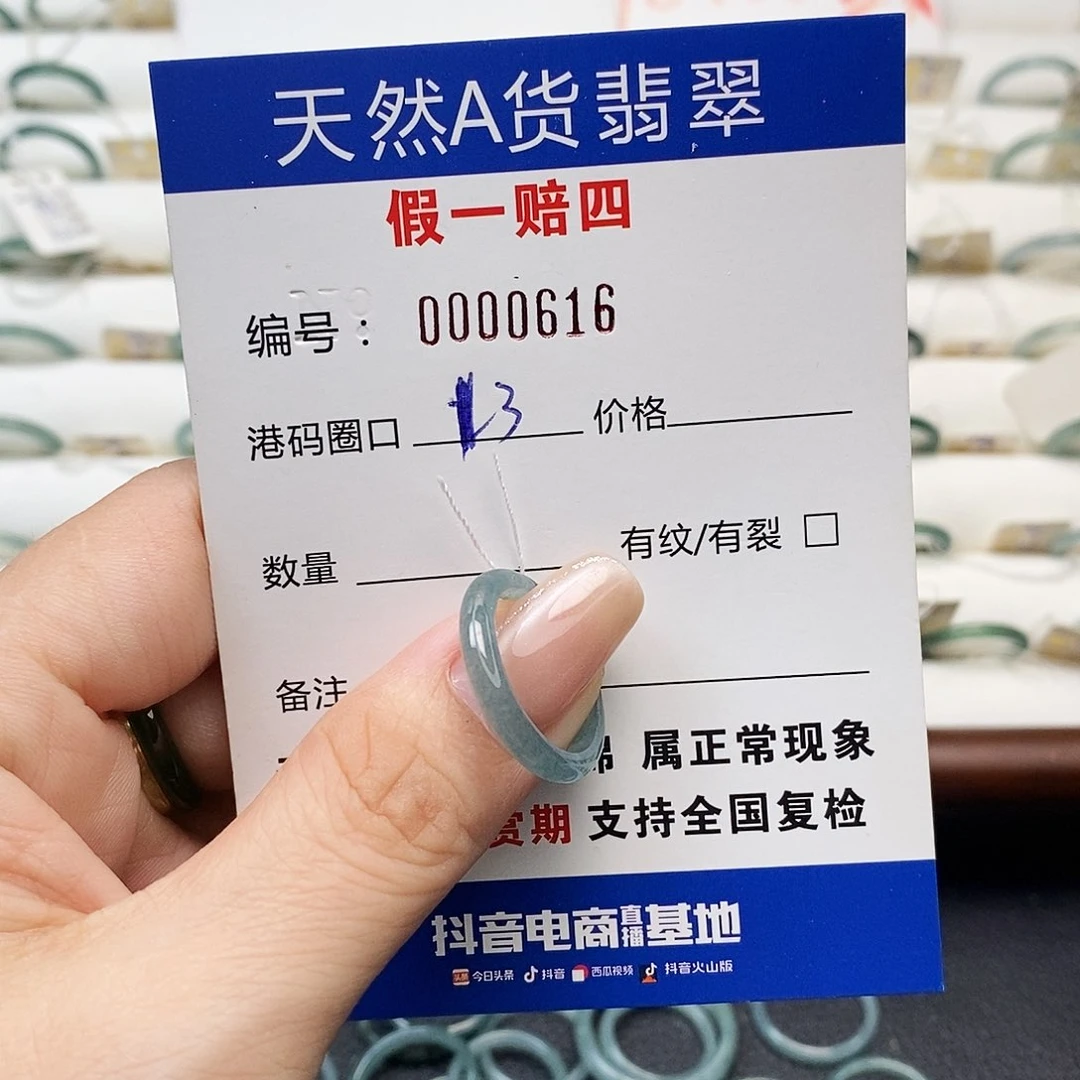 天然A货翡翠
假一赔四
编号： 0000616
港码圈口 13 价格
数量 有纹/有裂 □
备注
属正常现象
赏期 支持全国复检
抖音电商直播基地
今日头条 抖音 西瓜视频 抖音火山版